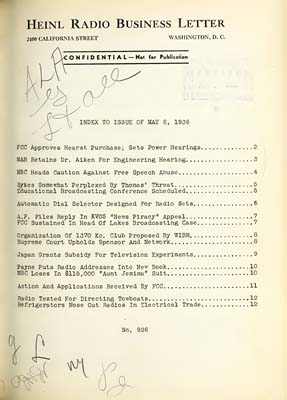 HEINL RADIO BUSINESS LETTER
2400 CALIFORNIA STREET WASHINGTON, D. C.
CONFIDENTIAL—Not for Publication
INDEX TO ISSUE OF MAY 8, 1936
FCC Approves Hearst Purchase; Sets Power Hearings.............2
NAB Retains Dr. Aiken For Engineering Hearing.................3
NBC Heads Caution Against Free Speech Abuse...................4
Sykes Somewhat Perplexed By Thomas' Threat....................5
Educational Broadcasting Conference Scheduled.................5
Automatic Dial Selector Designed For Radio Sets...............6
A.P. Files Reply In KVOS "News Piracy" Appeal.................7
FCC Sustained In Head Of Lakes Broadcasting Case..............7
Organization Of 1370 Kc. Club Proposed By WIBM................8
Supreme Court Upholds Sponsor And Network.....................8
Japan Grants Subsidy For Television Experiments...............9
Payne Puts Radio Addresses Into New Book.....................10
NBC Loses In $115,000 "Aunt Jemima" Suit.....................10
Action And Applications Received By FCC......................11
Radio Tested For Directing Towboats..........................12
Refrigerators Nose Out Radios In Electrical Trade............12
No. 926